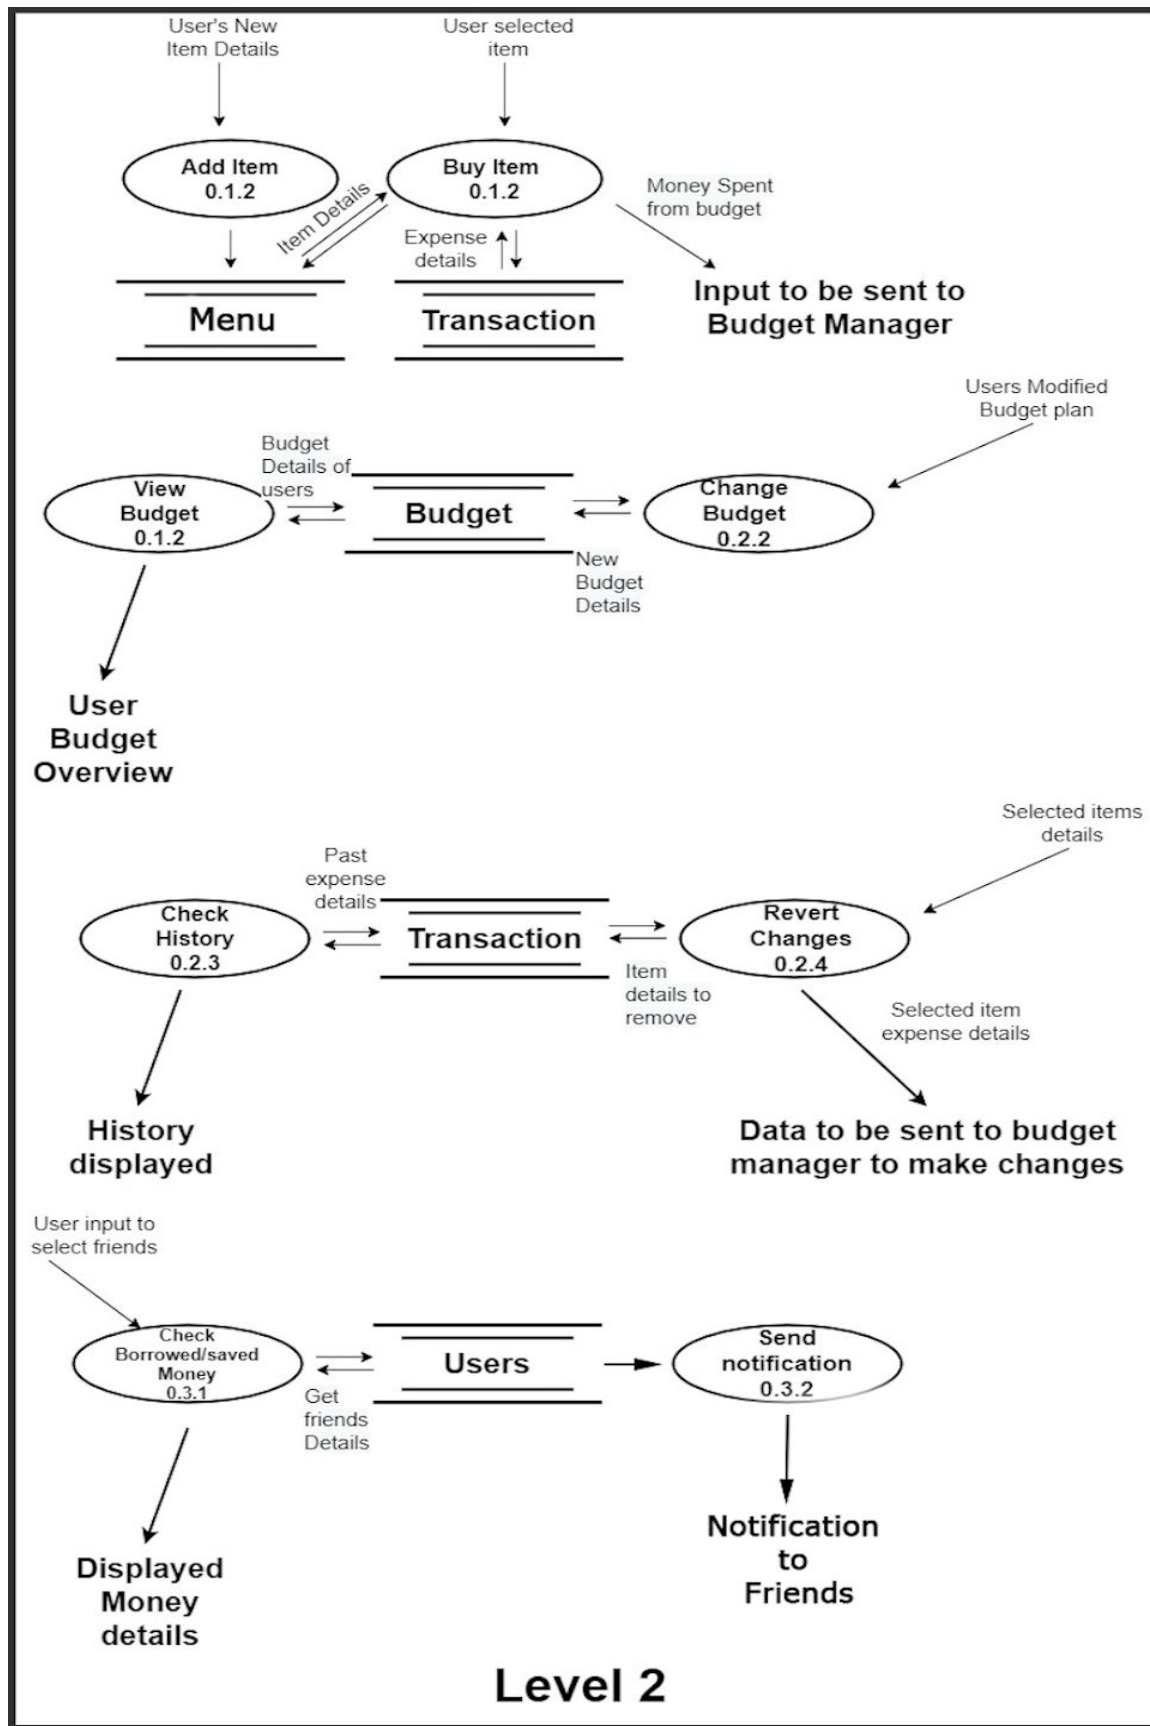 User's New
Item Details
User selected
item
Add Item
0.1.2
Buy Item
0.1.2
Item Details
Money Spent
from budget
Expense
details
Menu
Transaction
Input to be sent to
Budget Manager
Users Modified
Budget plan
Budget
Details of
users
View
Budget
0.1.2
Budget
Change
Budget
0.2.2
New
Budget
Details
User
Budget
Overview
Selected items
details
Past
expense
details
Check
History
0.2.3
Transaction
Revert
Changes
0.2.4
Item
details to
remove
Selected item
expense details
History
displayed
Data to be sent to budget
manager to make changes
User input to
select friends
Check
Borrowed/saved
Money
0.3.1
Users
Send
notification
0.3.2
Get
friends
Details
Notification
to
Friends
Displayed
Money
details
Level 2